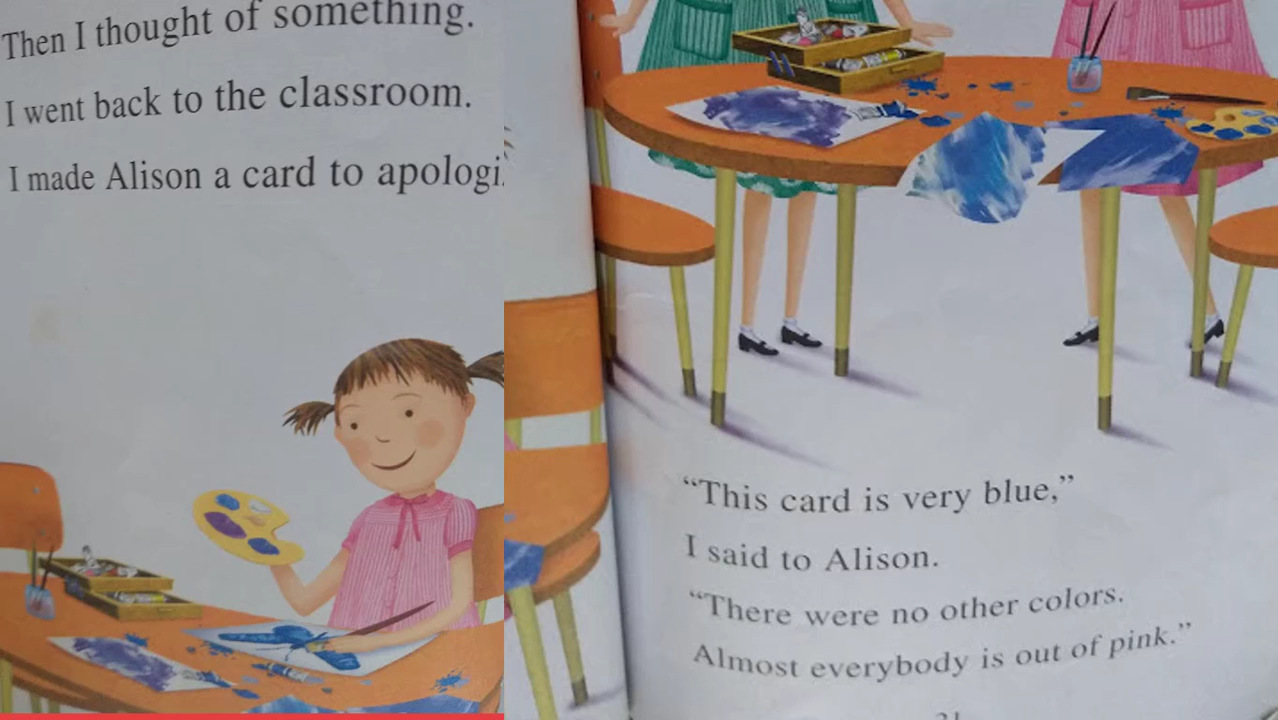 Then I thought of something.
I went back to the classroom.
I made Alison a card to apologi
“This card is very blue,”
I said to Alison.
“There were no other colors.
Almost everybody is out of pink.”